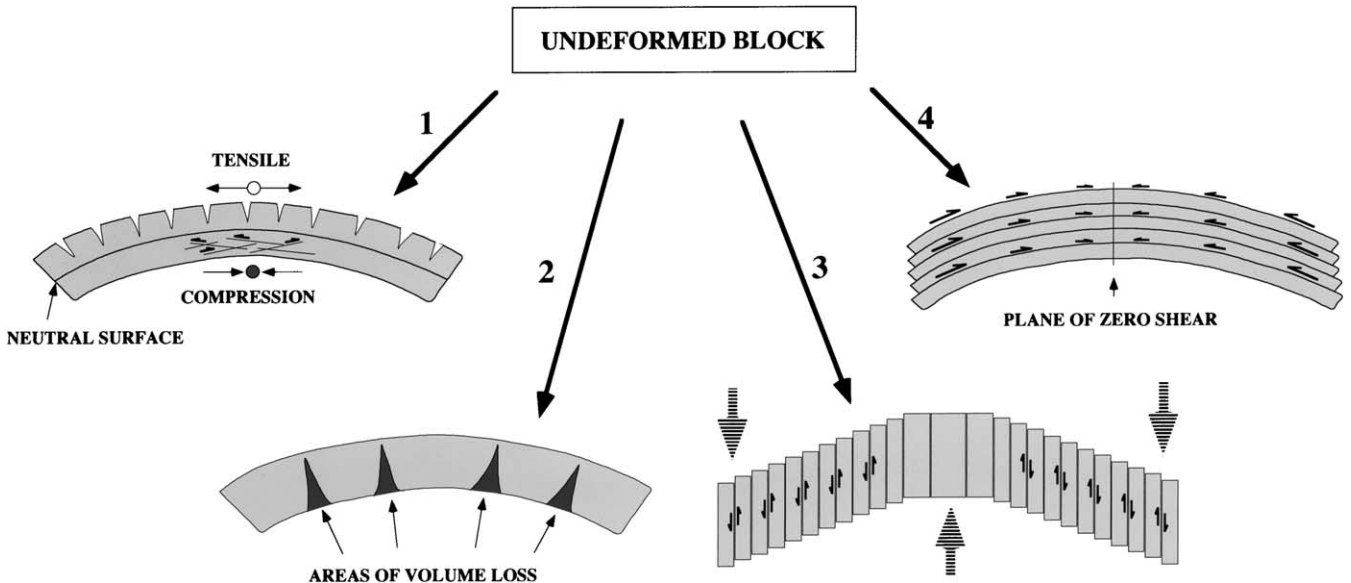 UNDEFORMED BLOCK
1
4
TENSILE
2
3
COMPRESSION
NEUTRAL SURFACE
PLANE OF ZERO SHEAR
AREAS OF VOLUME LOSS